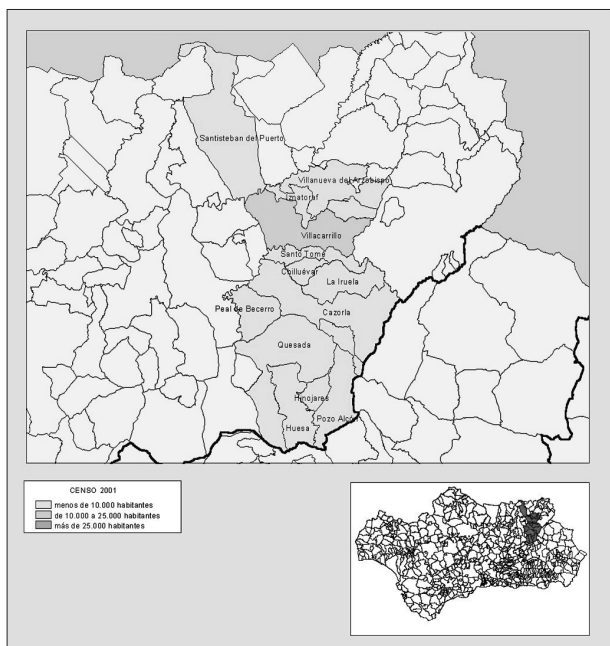 Santisteban del Puerto
Villanueva del Arzobispo
Iznatoraf
Villacarrillo
Santo Tomé
Chilluévar
La Iruela
Peal de Becerro
Cazorla
Quesada
Hinojares
Pozo Alcón
Huesa
CENSO 2001
menos de 10.000 habitantes
de 10.000 a 25.000 habitantes
más de 25.000 habitantes